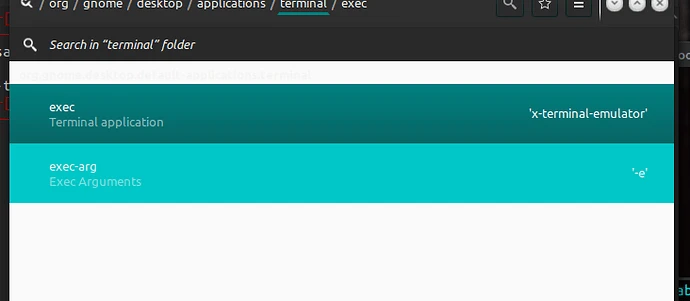 / org / gnome / desktop / applications / terminal / exec
Search in “terminal” folder
org.gnome.desktop.default-applications.terminal
exec
Terminal application
'x-terminal-emulator'
exec-arg
Exec Arguments
'-e'